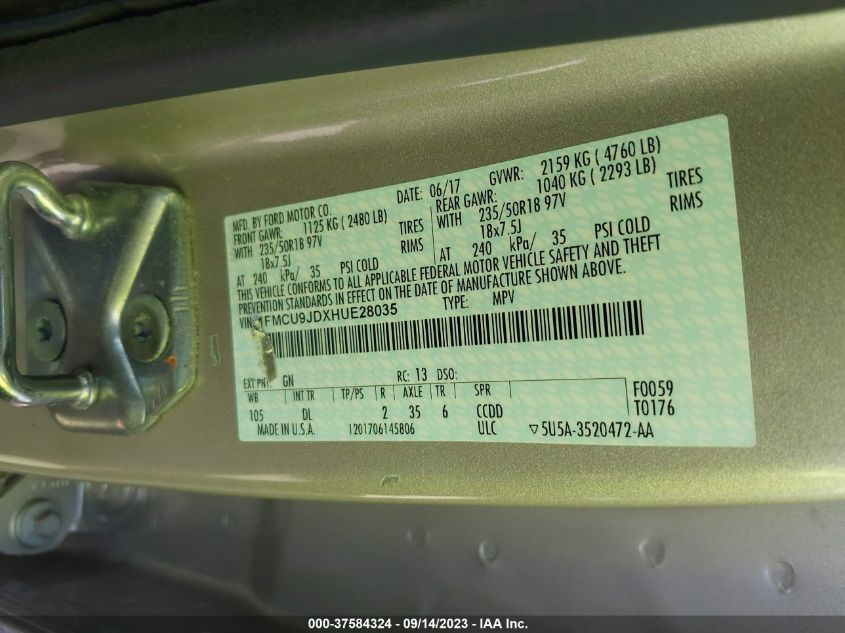 MFD. BY FORD MOTOR CO. DATE: 06/17 GVWR: 2159 KG ( 4760 LB)
FRONT GAWR: 1125 KG ( 2480 LB) REAR GAWR: 1040 KG ( 2293 LB)
WITH 235/50R18 97V TIRES WITH 235/50R18 97V TIRES
18x7.5J RIMS 18x7.5J RIMS
AT 240 kPa/ 35 PSI COLD AT 240 kPa/ 35 PSI COLD
THIS VEHICLE CONFORMS TO ALL APPLICABLE FEDERAL MOTOR VEHICLE SAFETY AND THEFT
PREVENTION STANDARDS IN EFFECT ON THE DATE OF MANUFACTURE SHOWN ABOVE.
VIN: 1FMCU9JDXHUE28035 TYPE: MPV
EXT PNT: GN RC: 13 DSO:
WB INT TR TP/PS R AXLE TR SPR F0059
105 DL 2 35 6 CCDD T0176
MADE IN U.S.A. 1201706145806 ULC ▽5U5A-3520472-AA
000-37584324 - 09/14/2023 - IAA Inc.